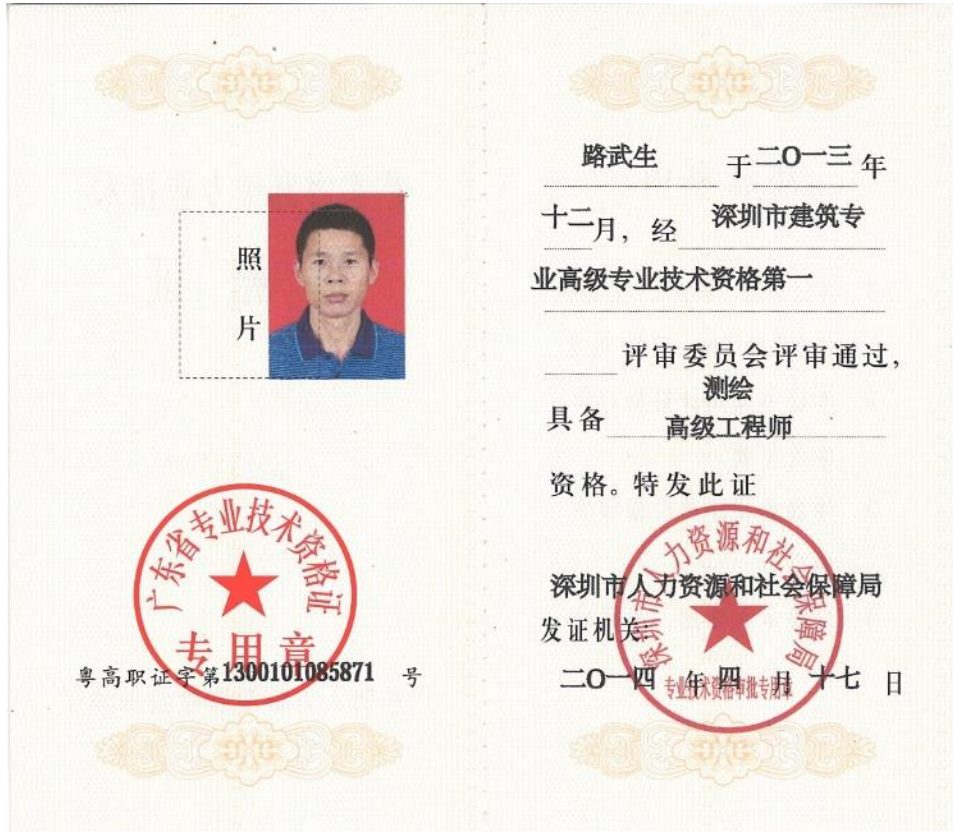 照
片
广东省专业技术资格证
专用章
粤高职证字第1300101085871 号
路武生 于二O一三年
十二月，经 深圳市建筑专
业高级专业技术资格第一
评审委员会评审通过，
测绘
具备 高级工程师
资格。特发此证
深圳市人力资源和社会保障局
深圳市人力资源和社会保障局
发证机关：
二O一四 年 四 月 十七 日
专业技术资格审批专用章